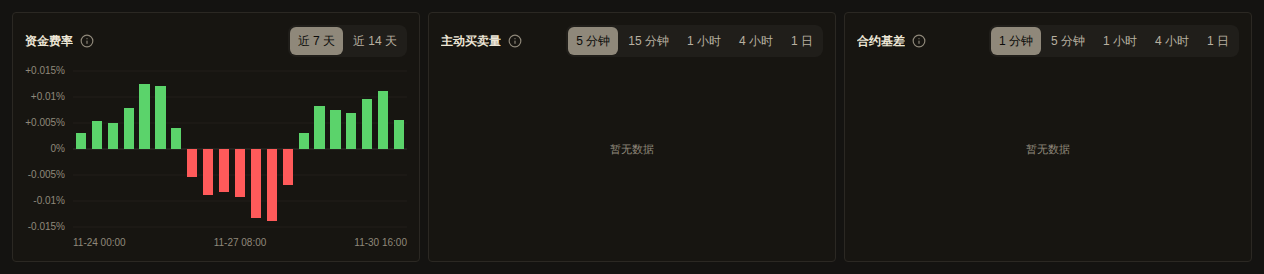 资金费率
近 7 天 近 14 天
+0.015%
+0.01%
+0.005%
0%
-0.005%
-0.01%
-0.015%
11-24 00:00 11-27 08:00 11-30 16:00
主动买卖量
5 分钟 15 分钟 1 小时 4 小时 1 日
暂无数据
合约基差
1 分钟 5 分钟 1 小时 4 小时 1 日
暂无数据